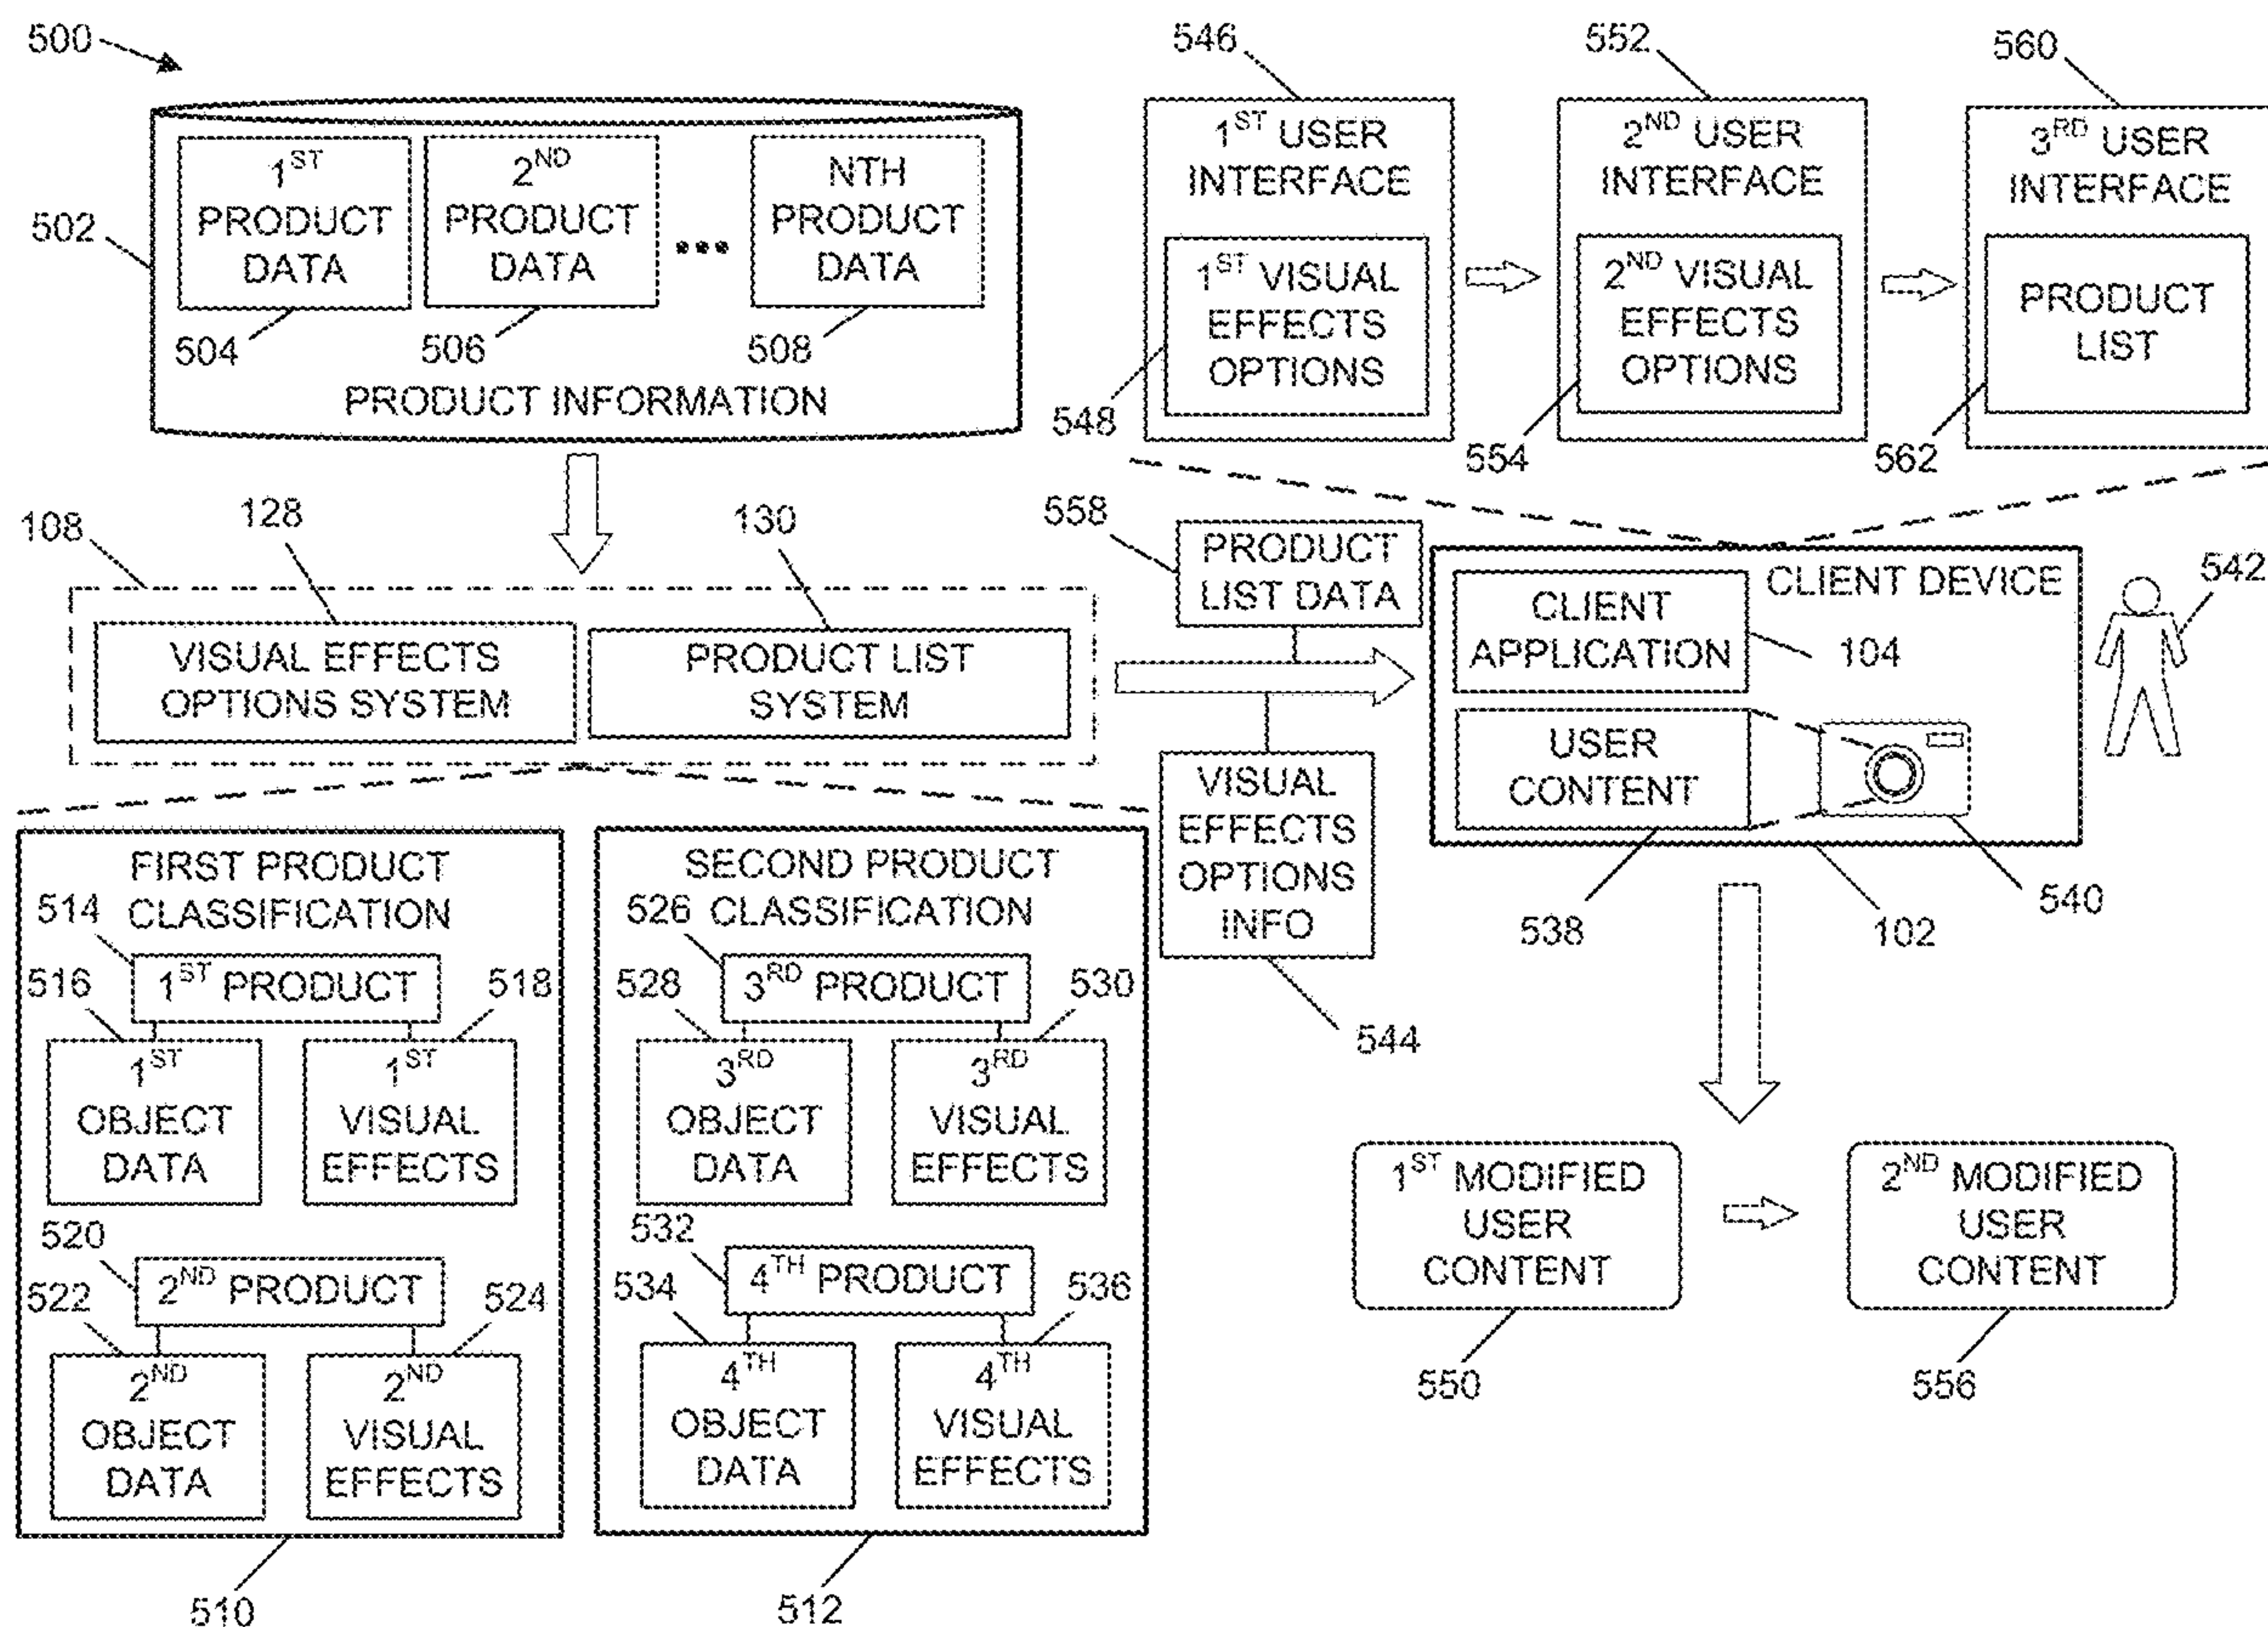 500
502
1ST
PRODUCT
DATA
504
2ND
PRODUCT
DATA
506
...
NTH
PRODUCT
DATA
508
PRODUCT INFORMATION
546
1ST USER
INTERFACE
1ST VISUAL
EFFECTS
OPTIONS
548
552
2ND USER
INTERFACE
2ND VISUAL
EFFECTS
OPTIONS
554
560
3RD USER
INTERFACE
PRODUCT
LIST
562
108
128
VISUAL EFFECTS
OPTIONS SYSTEM
130
PRODUCT LIST
SYSTEM
558
PRODUCT
LIST DATA
VISUAL
EFFECTS
OPTIONS
INFO
544
CLIENT DEVICE
CLIENT
APPLICATION
104
USER
CONTENT
538
102
540
542
FIRST PRODUCT
CLASSIFICATION
514
1ST PRODUCT
516
518
1ST
OBJECT
DATA
1ST
VISUAL
EFFECTS
520
2ND PRODUCT
522
524
2ND
OBJECT
DATA
2ND
VISUAL
EFFECTS
510
SECOND PRODUCT
CLASSIFICATION
526
3RD PRODUCT
528
530
3RD
OBJECT
DATA
3RD
VISUAL
EFFECTS
532
4TH PRODUCT
534
536
4TH
OBJECT
DATA
4TH
VISUAL
EFFECTS
512
1ST MODIFIED
USER
CONTENT
550
2ND MODIFIED
USER
CONTENT
556